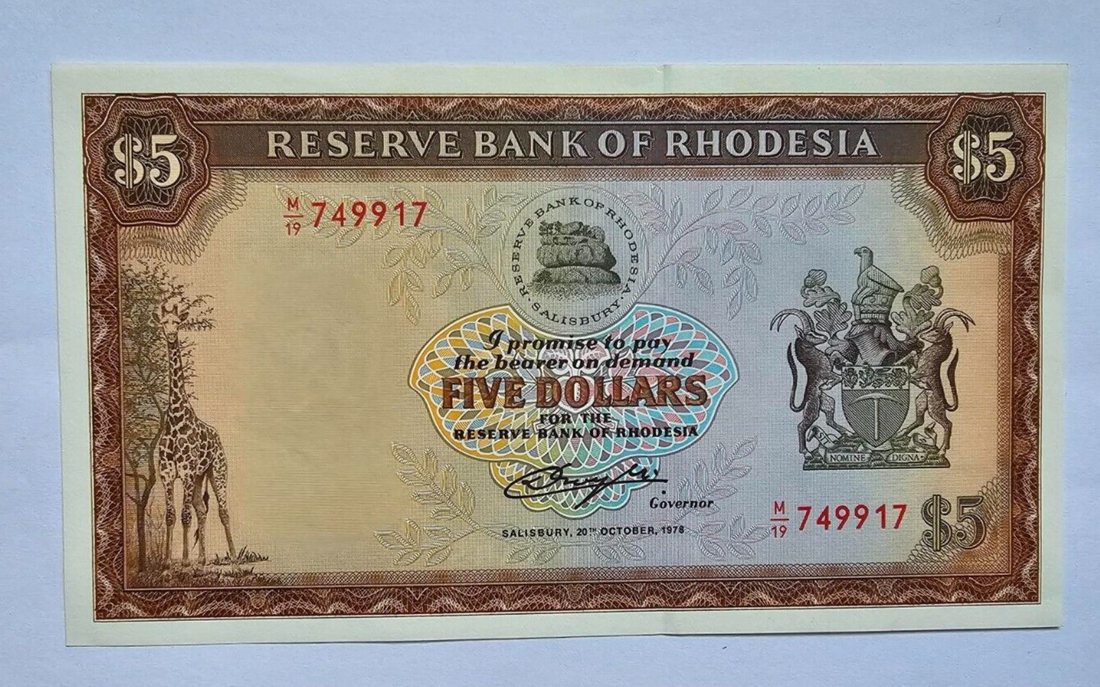 $5
RESERVE BANK OF RHODESIA
$5
M/19 749917
RESERVE BANK OF RHODESIA
SALISBURY
I promise to pay
the bearer on demand
FIVE DOLLARS
FOR THE
RESERVE BANK OF RHODESIA
Governor
SALISBURY, 20TH OCTOBER, 1978
SIT NOMINE DIGNA
M/19 749917
$5